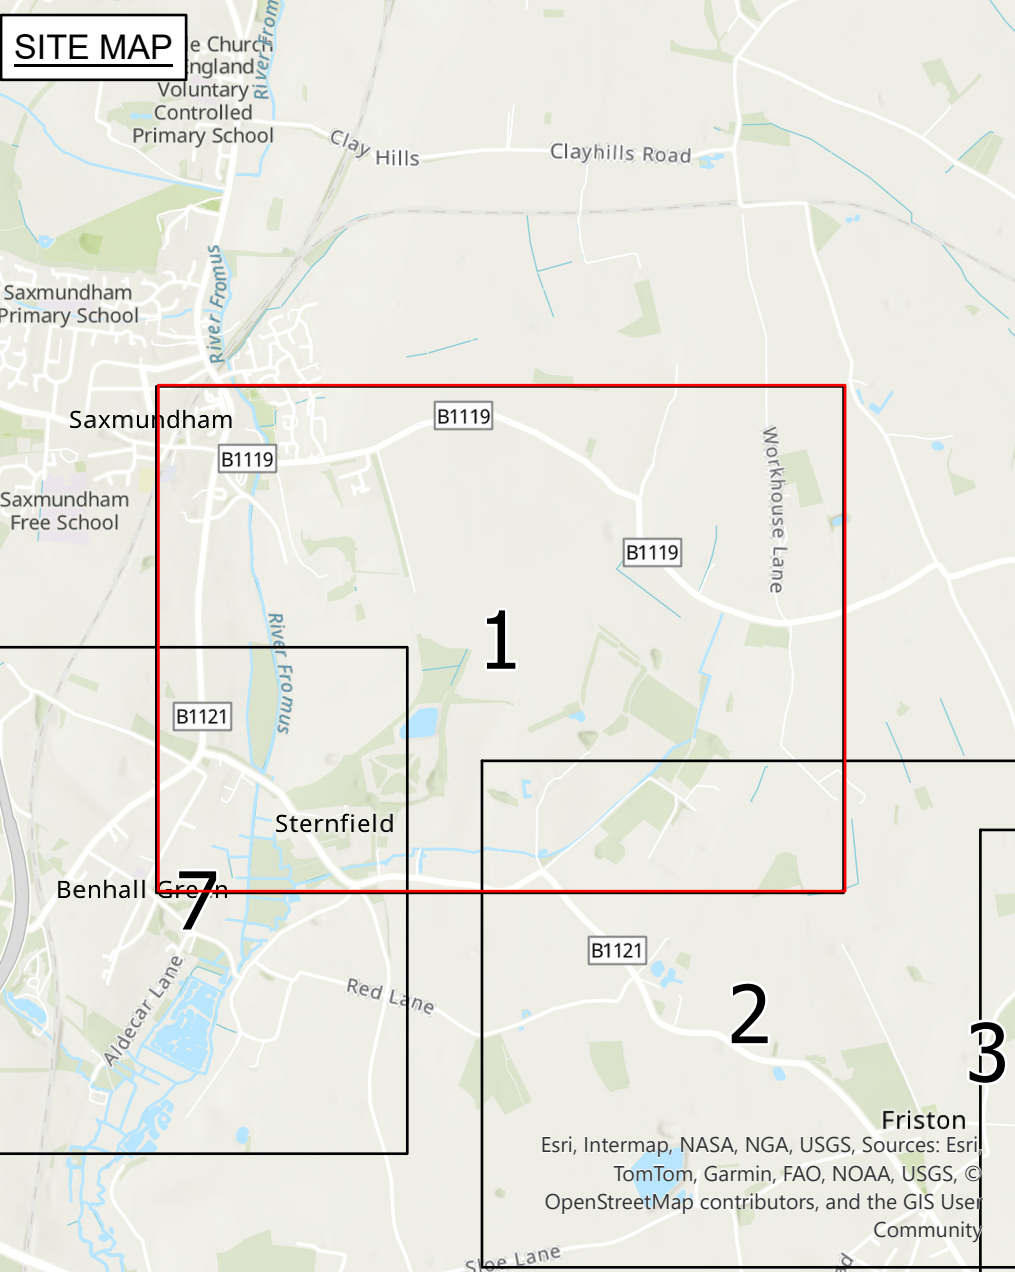 SITE MAP
e Church
England
Voluntary
Controlled
Primary School
River From
Clay Hills
Clayhills Road
River Fromus
Saxmundham
Primary School
Saxmundham
B1119
B1119
Workhouse Lane
Saxmundham
Free School
B1119
1
River Fromus
B1121
Sternfield
Benhall Green
7
B1121
Aldecar Lane
Red Lane
2
3
Friston
Esri, Intermap, NASA, NGA, USGS, Sources: Esri,
TomTom, Garmin, FAO, NOAA, USGS, ©
OpenStreetMap contributors, and the GIS User
Community
Sloe Lane